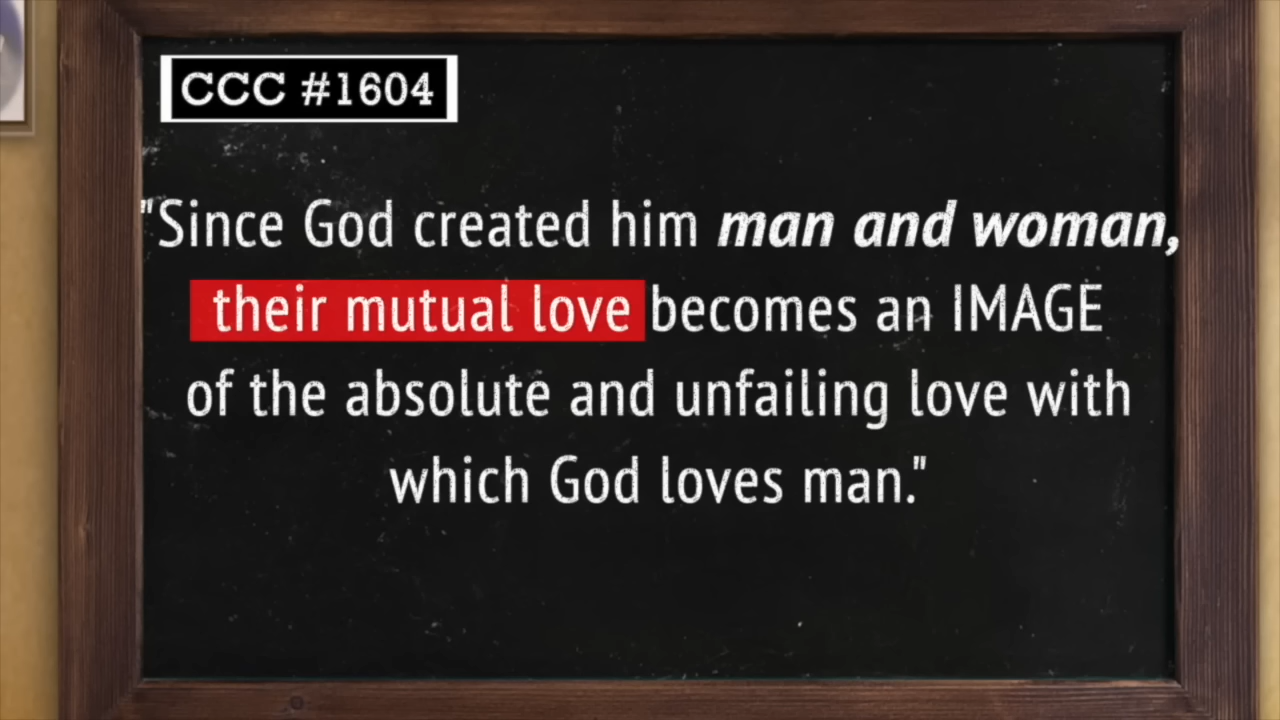 CCC #1604
"Since God created him man and woman,
their mutual love becomes an IMAGE
of the absolute and unfailing love with
which God loves man."